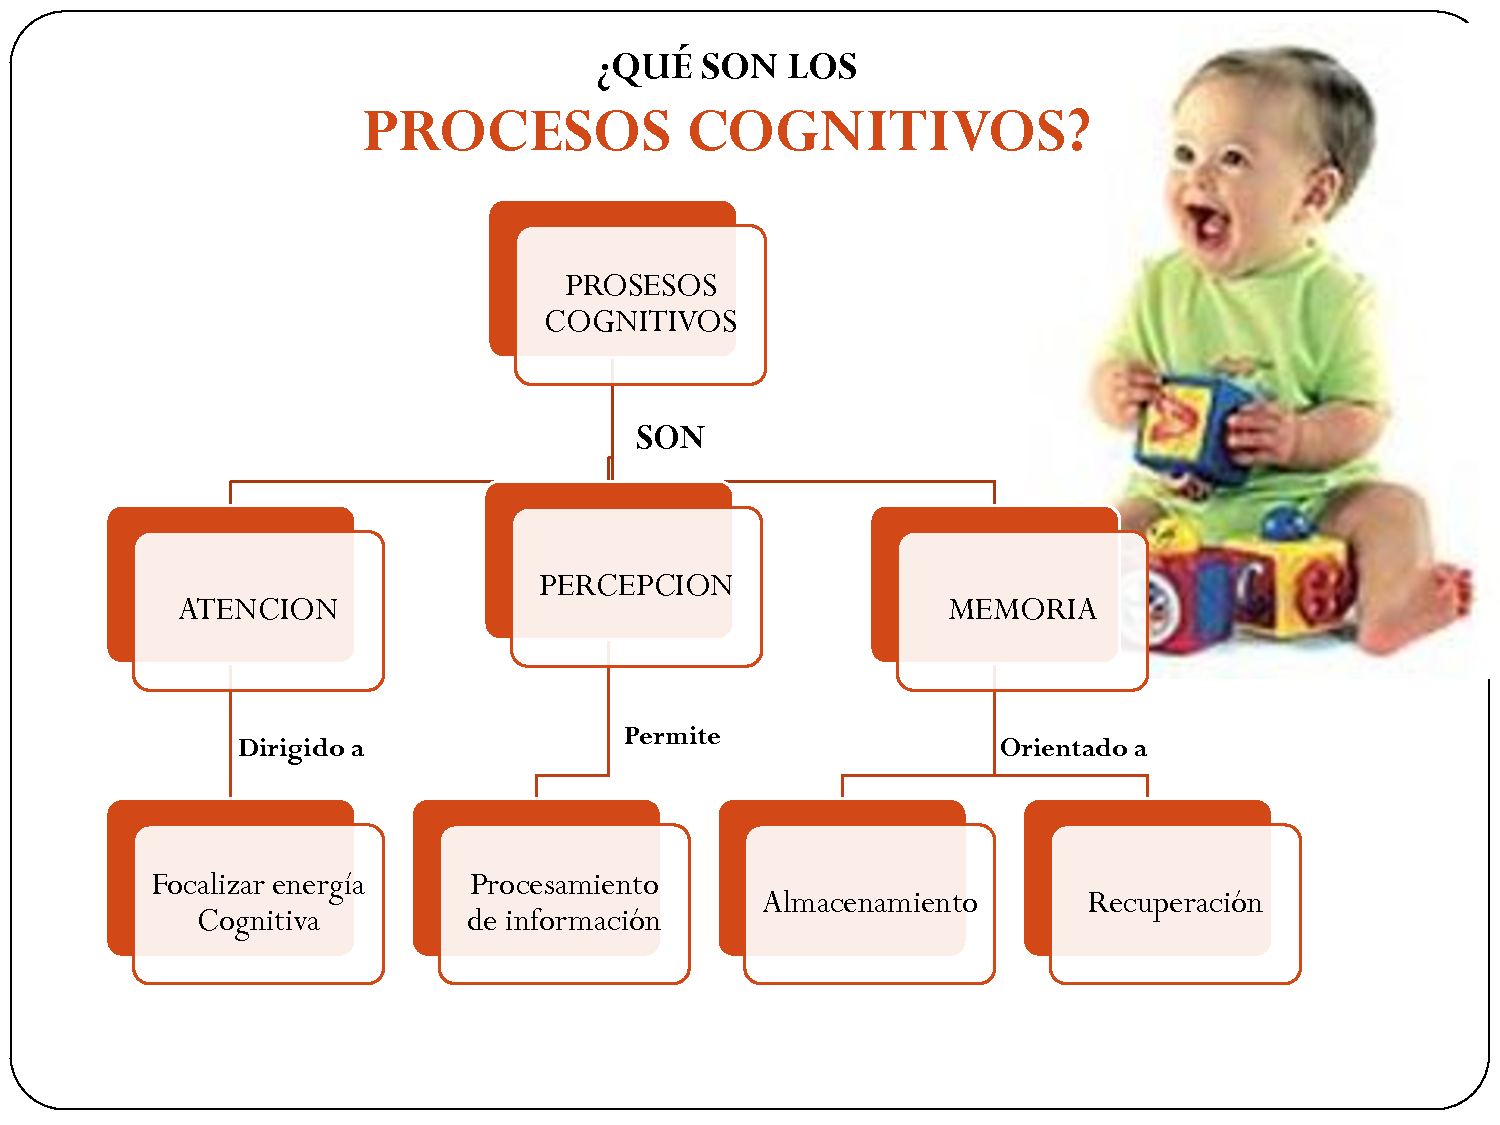 ¿QUÉ SON LOS
PROCESOS COGNITIVOS?
PROSESOS
COGNITIVOS
SON
ATENCION
PERCEPCION
MEMORIA
Dirigido a
Permite
Orientado a
Focalizar energía
Cognitiva
Procesamiento
de información
Almacenamiento
Recuperación